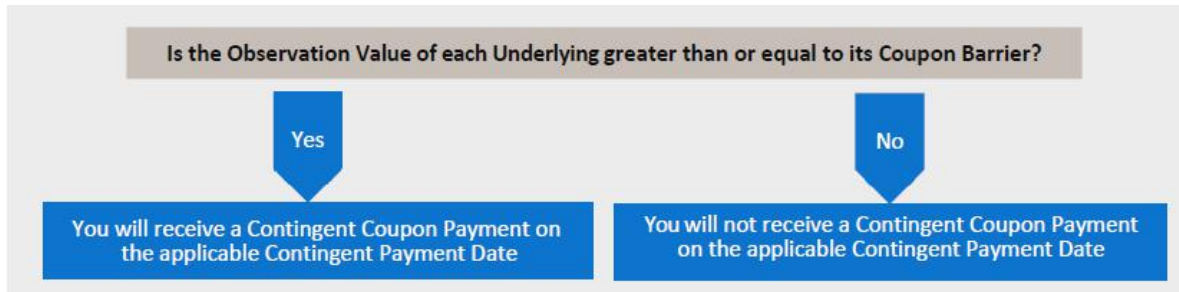 Is the Observation Value of each Underlying greater than or equal to its Coupon Barrier?
Yes
No
You will receive a Contingent Coupon Payment on
the applicable Contingent Payment Date
You will not receive a Contingent Coupon Payment
on the applicable Contingent Payment Date